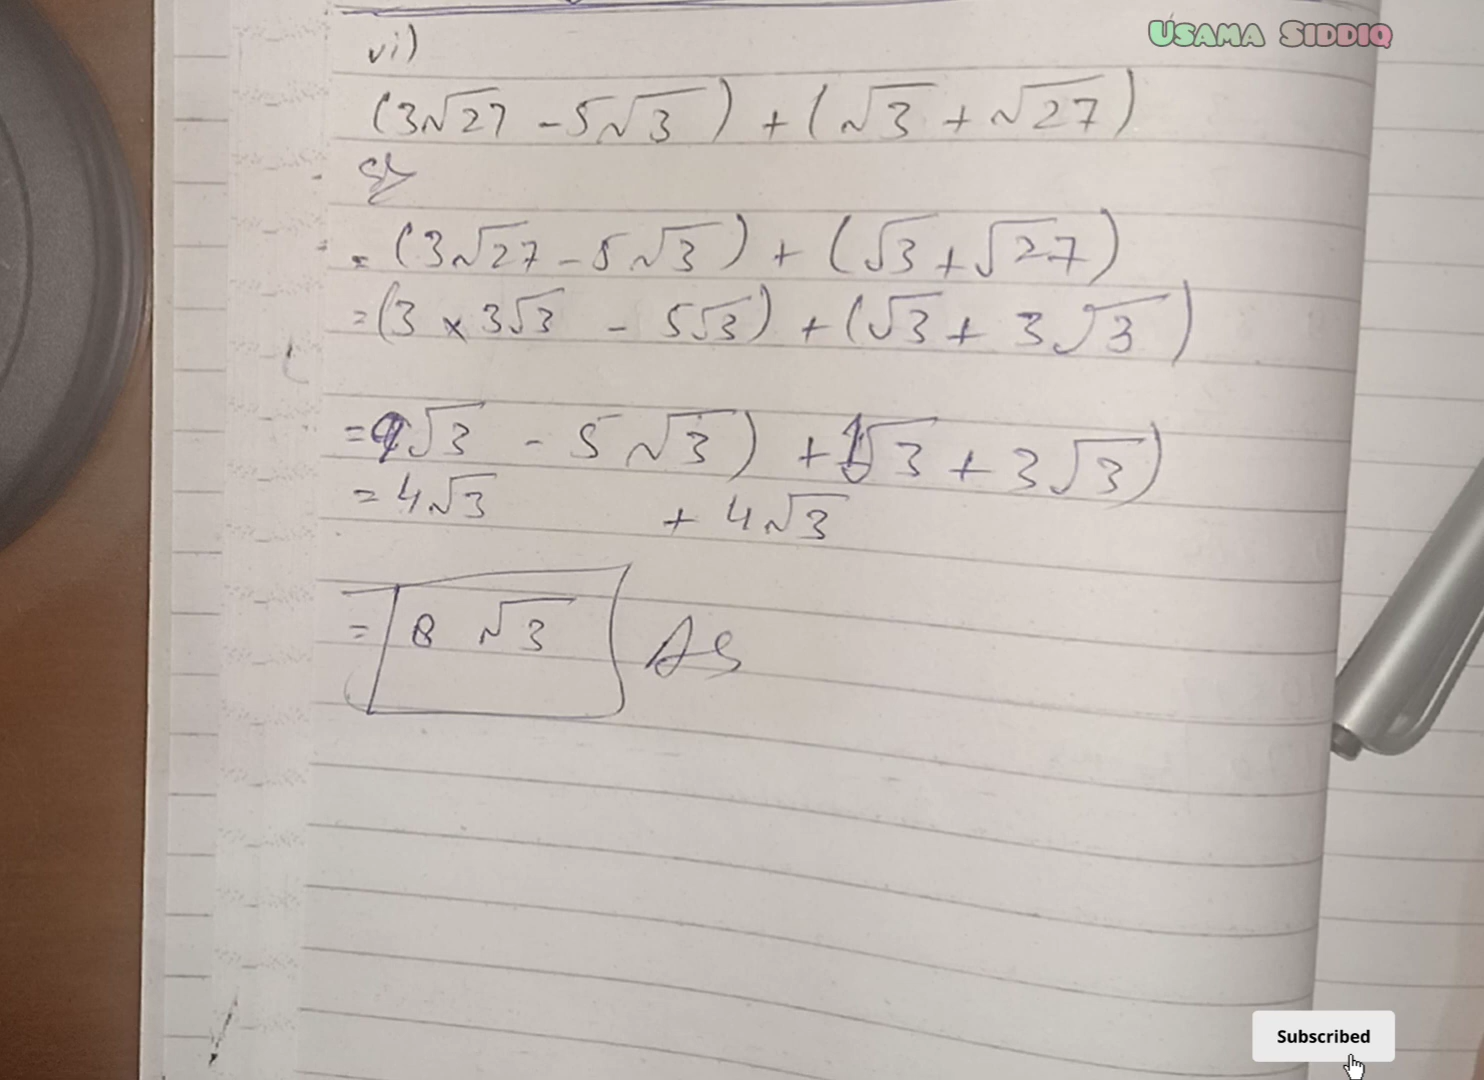 USAMA SIDDIQ
vi)
(3√27 - 5√3) + (√3 + √27)
= (3√27 - 5√3) + (√3 + √27)
= (3 × 3√3 - 5√3) + (√3 + 3√3)
= 9√3 - 5√3) + 1√3 + 3√3)
= 4√3 + 4√3
= 8√3 AS
Subscribed